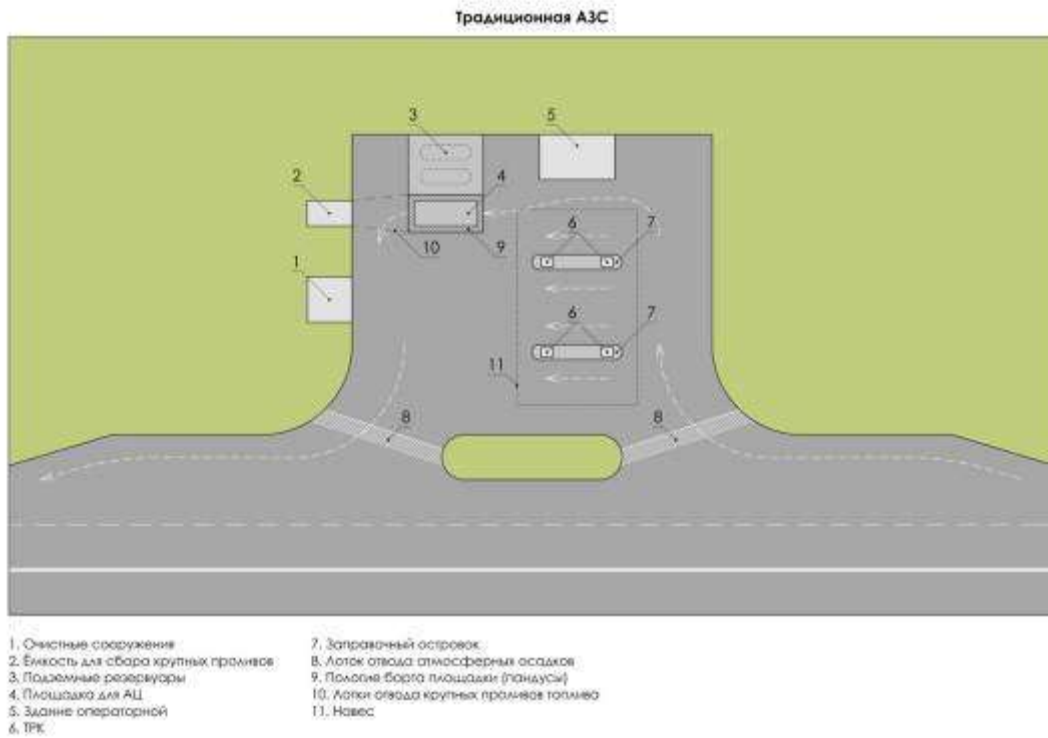 Традиционная АЗС
3
5
2
4
6
7
10
9
1
6
7
11
8
8
1. Очистные сооружения
2. Ёмкость для сбора крупных проливов
3. Подземные резервуары
4. Площадка для АЦ
5. Здание операторной
6. ТРК
7. Заправочный островок
8. Лоток отвода атмосферных осадков
9. Пологие борта площадки (пандусы)
10. Лотки отвода крупных проливов топлива
11. Навес